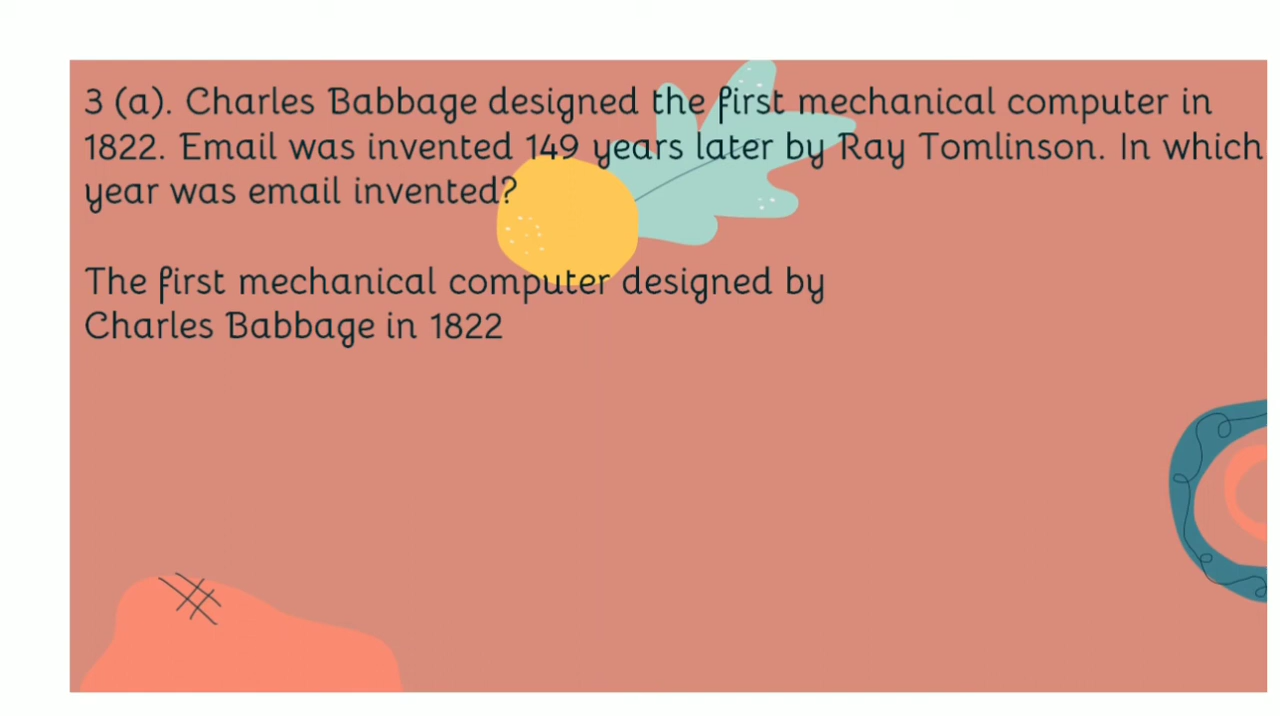 3 (a). Charles Babbage designed the first mechanical computer in
1822. Email was invented 149 years later by Ray Tomlinson. In which
year was email invented?
The first mechanical computer designed by
Charles Babbage in 1822